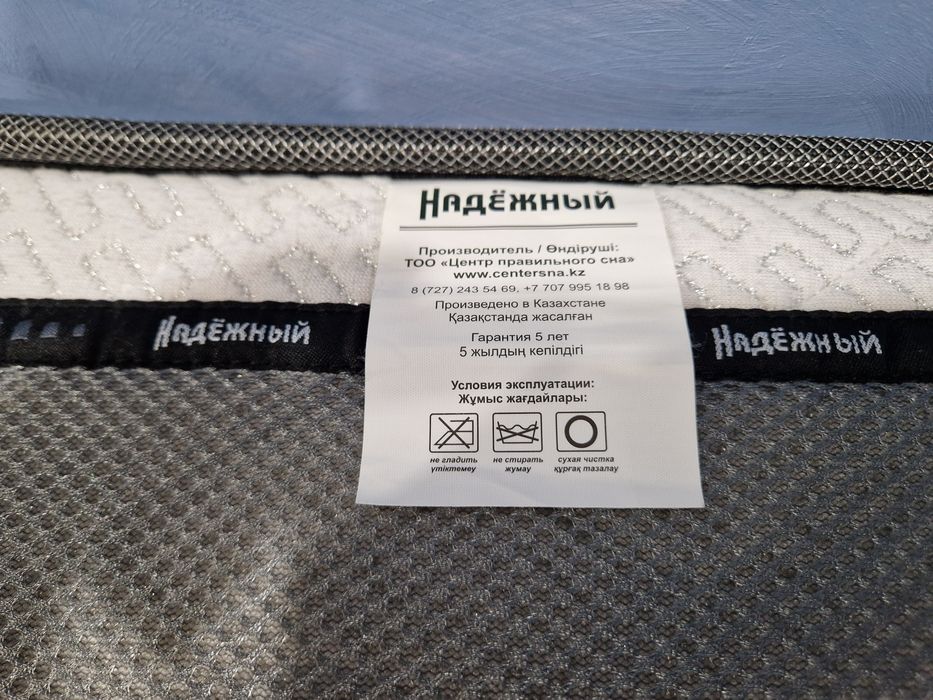 НАДЁЖНЫЙ
Производитель / Өндіруші:
ТОО «Центр правильного сна»
www.centersna.kz
8 (727) 243 54 69, +7 707 995 18 98
Произведено в Казахстане
Қазақстанда жасалған
Гарантия 5 лет
5 жылдың кепілдігі
НАДЁЖНЫЙ
НАДЁЖНЫЙ
Условия эксплуатации:
Жұмыс жағдайлары:
не гладить
үтіктемеу
не стирать
жумау
сухая чистка
құрғақ тазалау